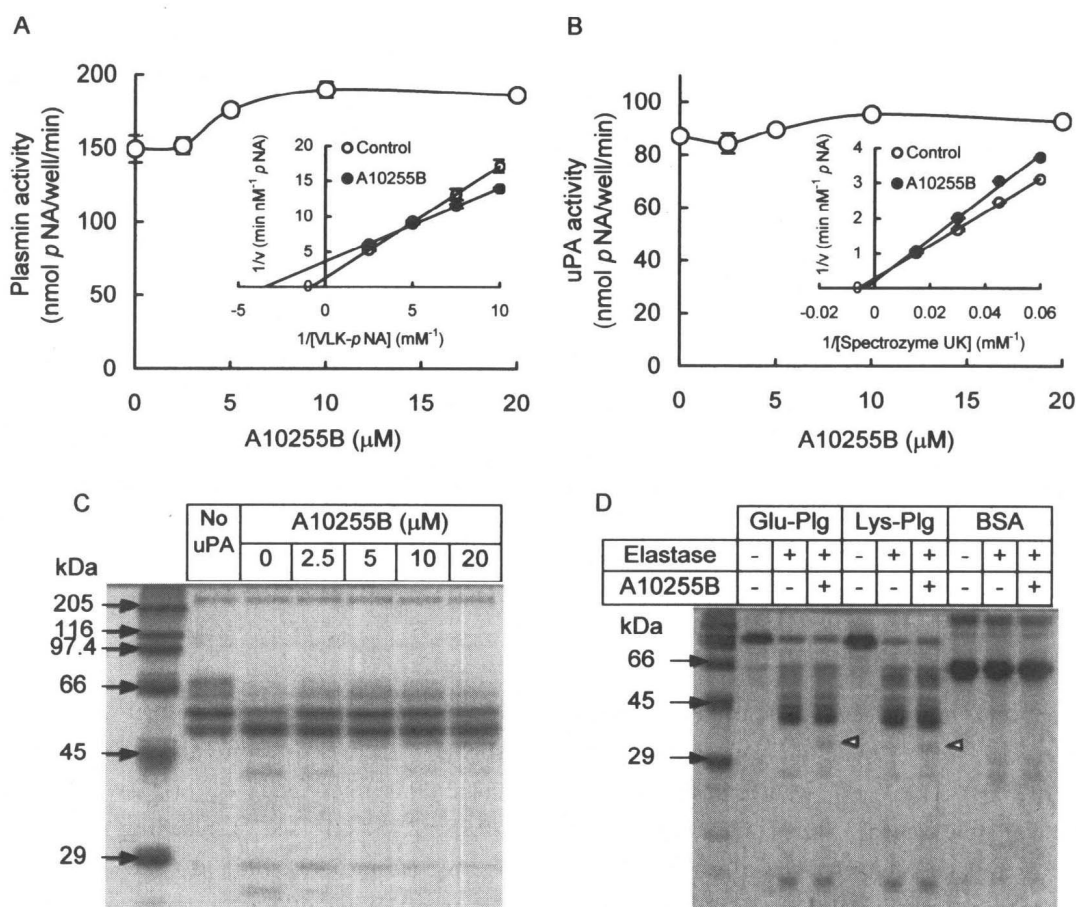 A
Plasmin activity
(nmol p NA/well/min)
200
150
100
50
0
0
5
10
15
20
A10255B (μM)
1/v (min nM⁻¹ p NA)
20
15
10
5
0
Control
A10255B
-5
0
5
10
1/[VLK-p NA] (mM⁻¹)
B
uPA activity
(nmol p NA/well/min)
100
80
60
40
20
0
0
5
10
15
20
A10255B (μM)
1/v (min nM⁻¹ p NA)
4
3
2
1
0
Control
A10255B
-0.02
0
0.02
0.04
0.06
1/[Spectrozyme UK] (mM⁻¹)
C
No
uPA
A10255B (μM)
0 2.5 5 10 20
kDa
205
116
97.4
66
45
29
D
Glu-Plg Lys-Plg BSA
Elastase - + + - + + - + +
A10255B - - + - - + - - +
kDa
66
45
29